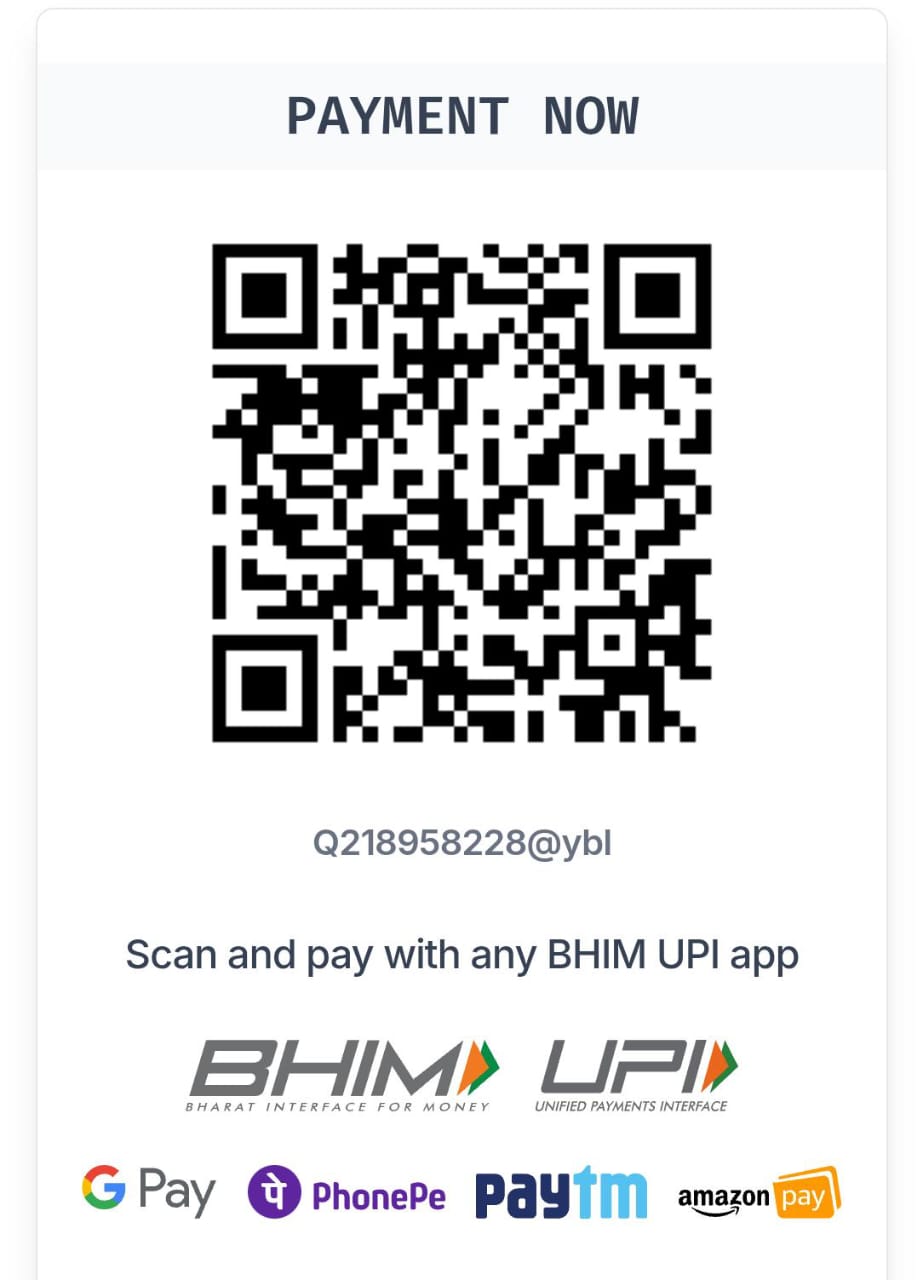 PAYMENT NOW
Q218958228@ybl
Scan and pay with any BHIM UPI app
BHIM UPI
BHARAT INTERFACE FOR MONEY UNIFIED PAYMENTS INTERFACE
G Pay पे PhonePe paytm amazon pay